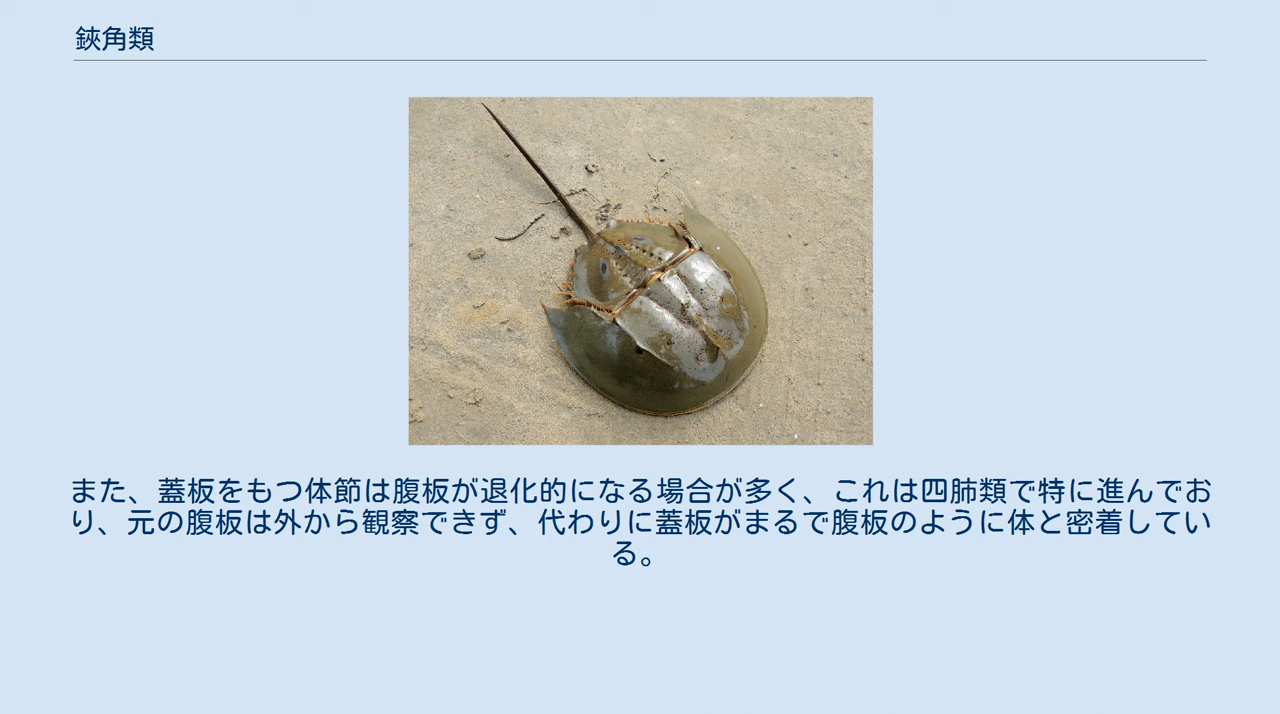 鋏角類
また、蓋板をもつ体節は腹板が退化的になる場合が多く、これは四肺類で特に進んでお
り、元の腹板は外から観察できず、代わりに蓋板がまるで腹板のように体と密着してい
る。